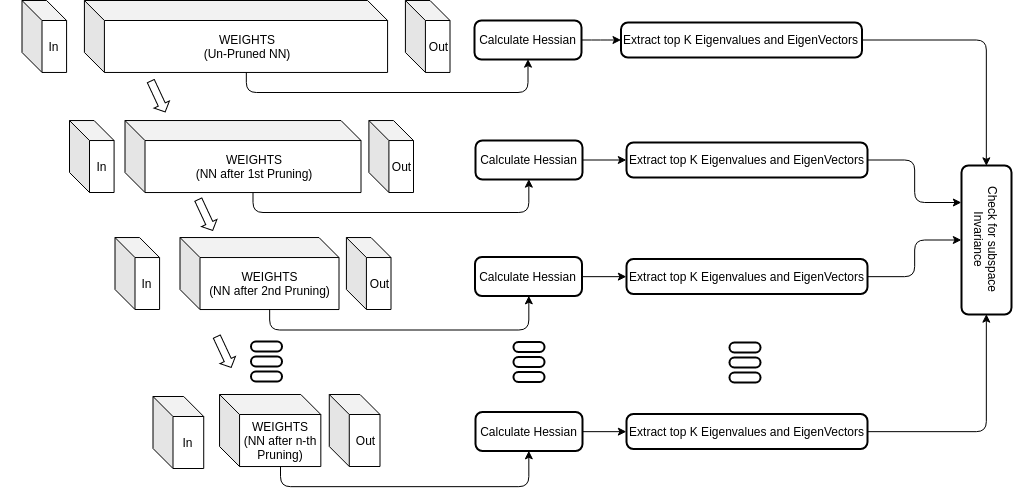 In
WEIGHTS
(Un-Pruned NN)
Out
Calculate Hessian
Extract top K Eigenvalues and EigenVectors
In
WEIGHTS
(NN after 1st Pruning)
Out
Calculate Hessian
Extract top K Eigenvalues and EigenVectors
Check for subspace
Invariance
In
WEIGHTS
(NN after 2nd Pruning)
Out
Calculate Hessian
Extract top K Eigenvalues and EigenVectors
In
WEIGHTS
(NN after n-th
Pruning)
Out
Calculate Hessian
Extract top K Eigenvalues and EigenVectors